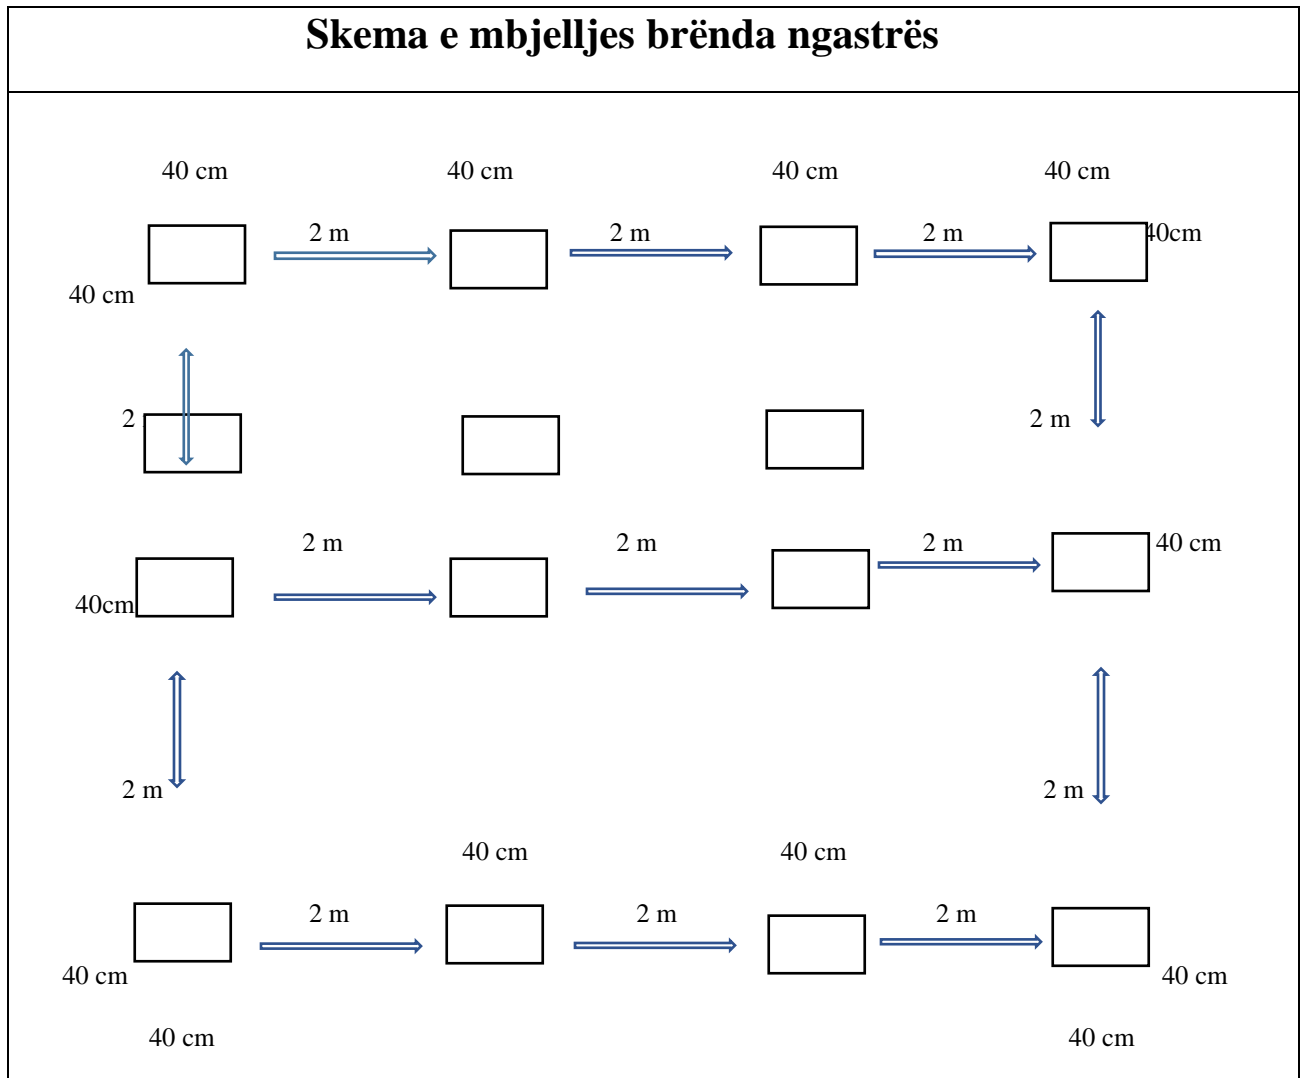 Skema e mbjelljes brënda ngastrës
40 cm 40 cm 40 cm 40 cm
2 m 2 m 2 m 40cm
40 cm
2 2 m
2 m 2 m 2 m 40 cm
40cm
2 m 2 m
40 cm 40 cm
2 m 2 m 2 m
40 cm 40 cm
40 cm 40 cm